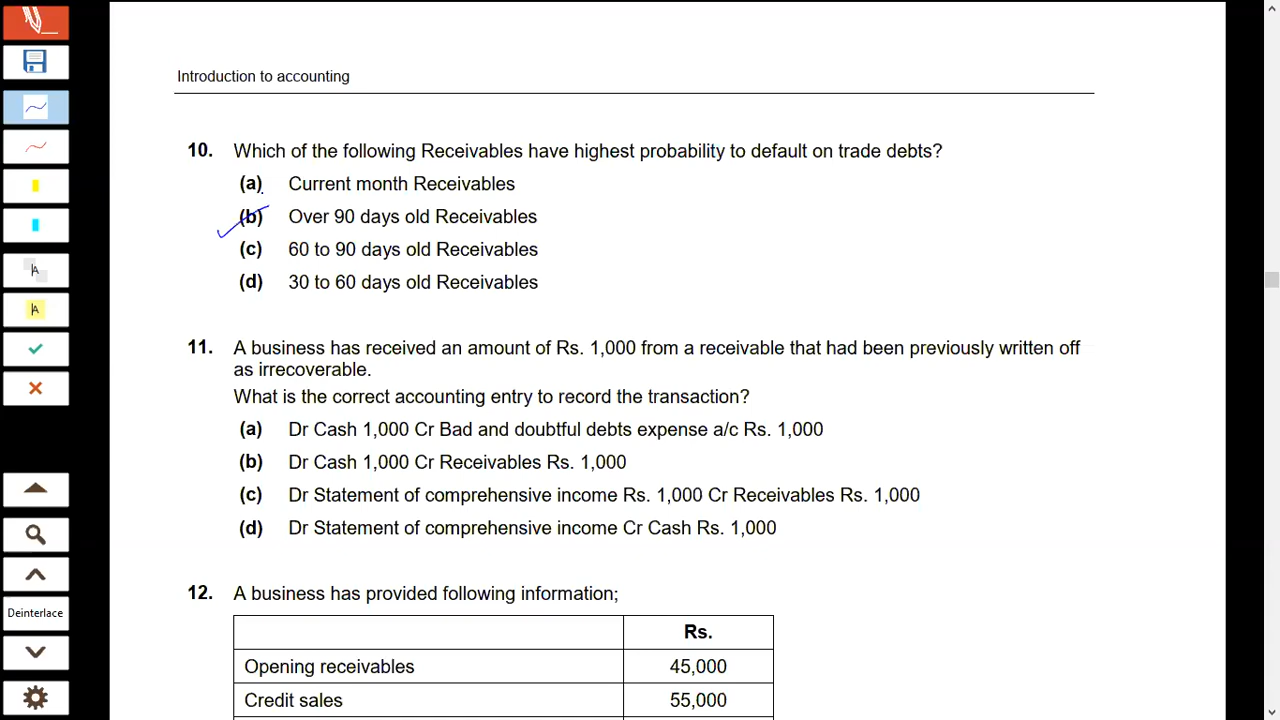 Introduction to accounting
10. Which of the following Receivables have highest probability to default on trade debts?
(a) Current month Receivables
(b) Over 90 days old Receivables
(c) 60 to 90 days old Receivables
(d) 30 to 60 days old Receivables
11. A business has received an amount of Rs. 1,000 from a receivable that had been previously written off
as irrecoverable.
What is the correct accounting entry to record the transaction?
(a) Dr Cash 1,000 Cr Bad and doubtful debts expense a/c Rs. 1,000
(b) Dr Cash 1,000 Cr Receivables Rs. 1,000
(c) Dr Statement of comprehensive income Rs. 1,000 Cr Receivables Rs. 1,000
(d) Dr Statement of comprehensive income Cr Cash Rs. 1,000
12. A business has provided following information;
Rs.
Opening receivables 45,000
Credit sales 55,000
A
A
Deinterlace